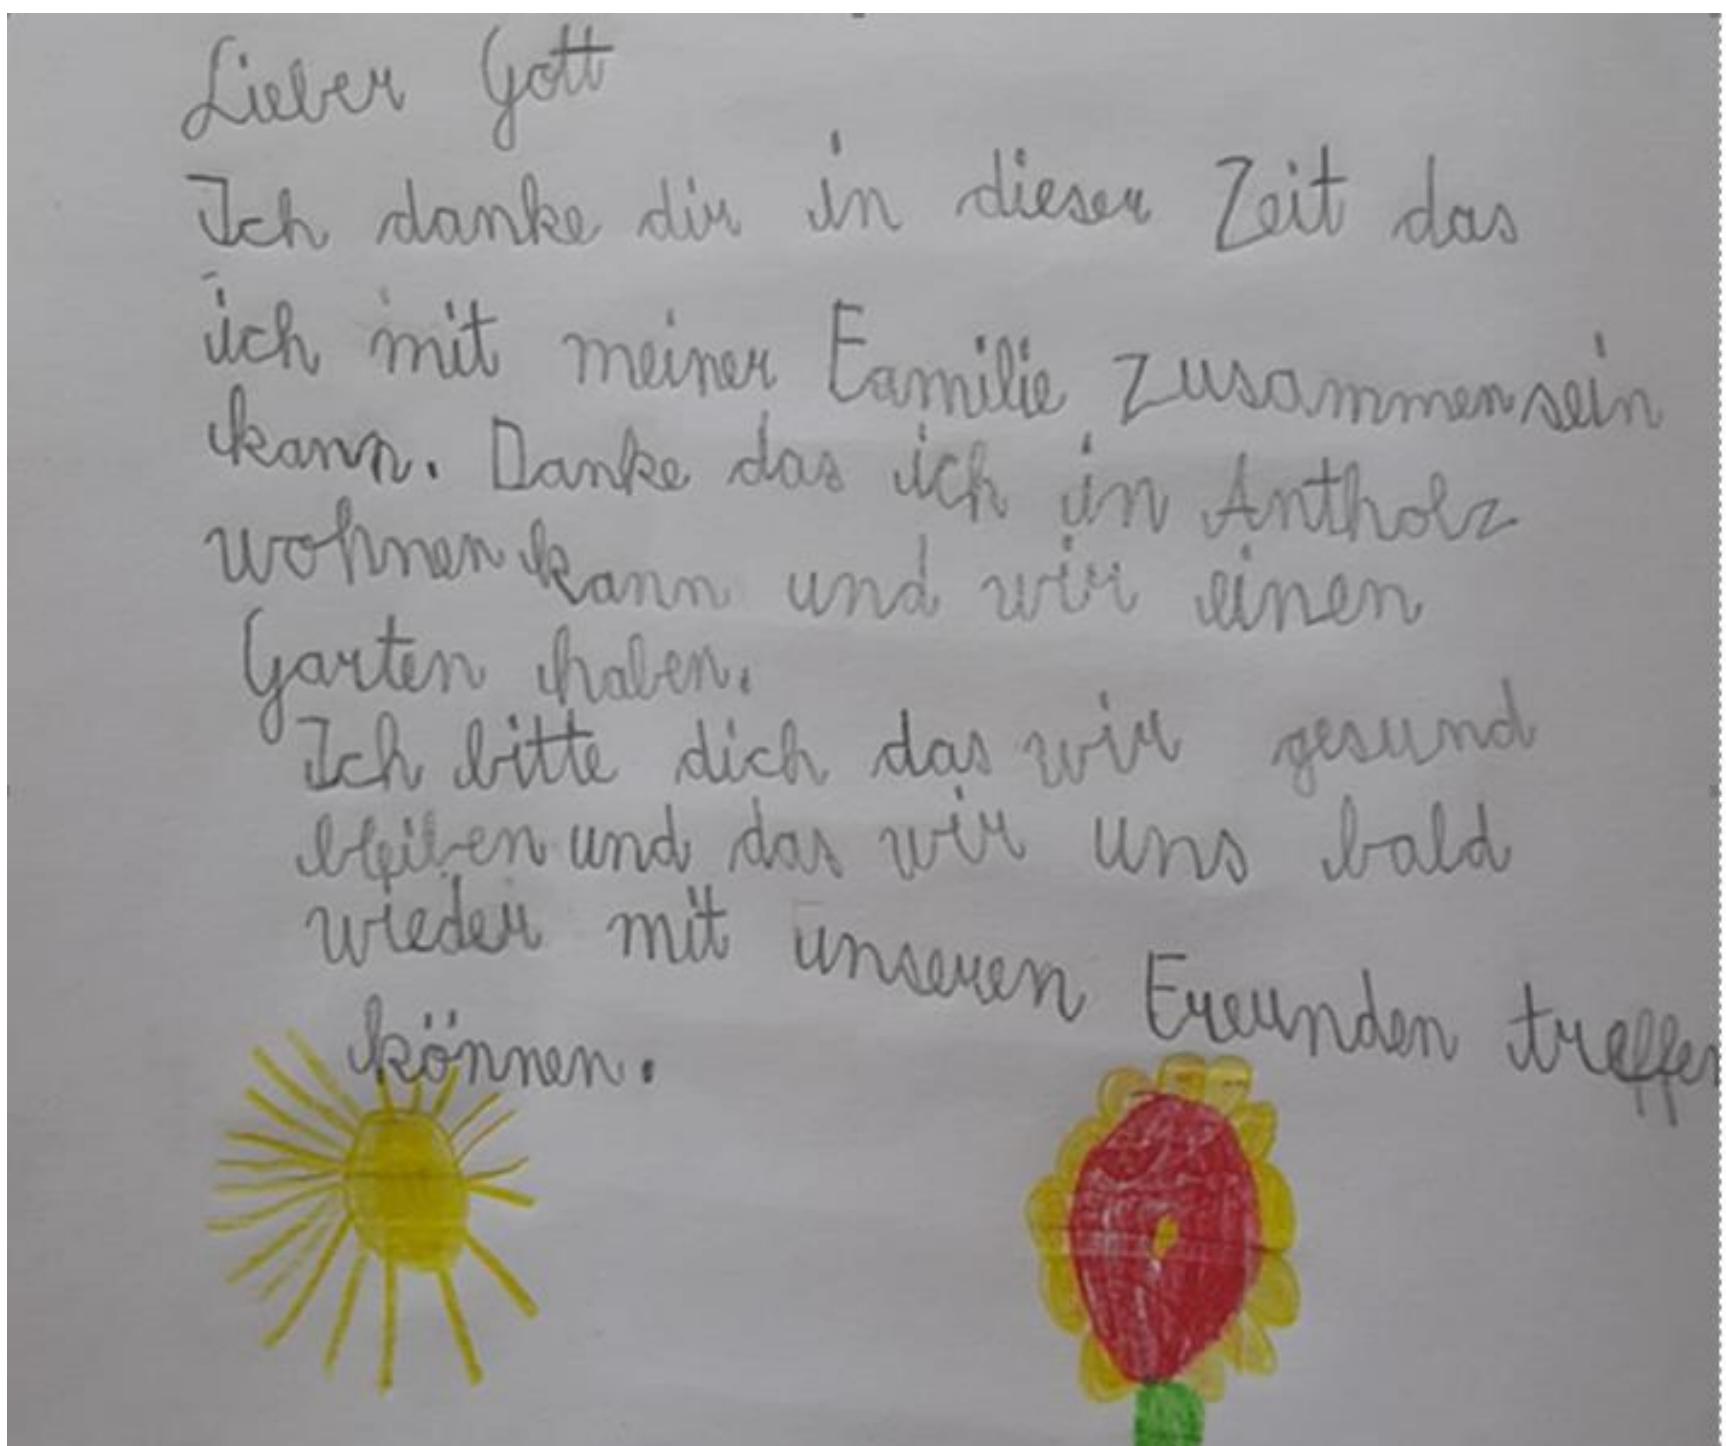 Lieber Gott
Ich danke dir in dieser Zeit das
ich mit meiner Familie zusammensein
kann. Danke das ich in Antholz
wohnen kann und wir einen
Garten haben.
Ich bitte dich das wir gesund
bleiben und das wir uns bald
wieder mit unseren Freunden treffen
können.